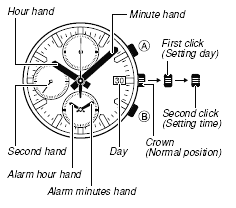 Hour hand
Minute hand
A
First click
(Setting day)
30
B
Second click
(Setting time)
Crown
(Normal position)
Second hand
Day
Alarm hour hand
Alarm minutes hand